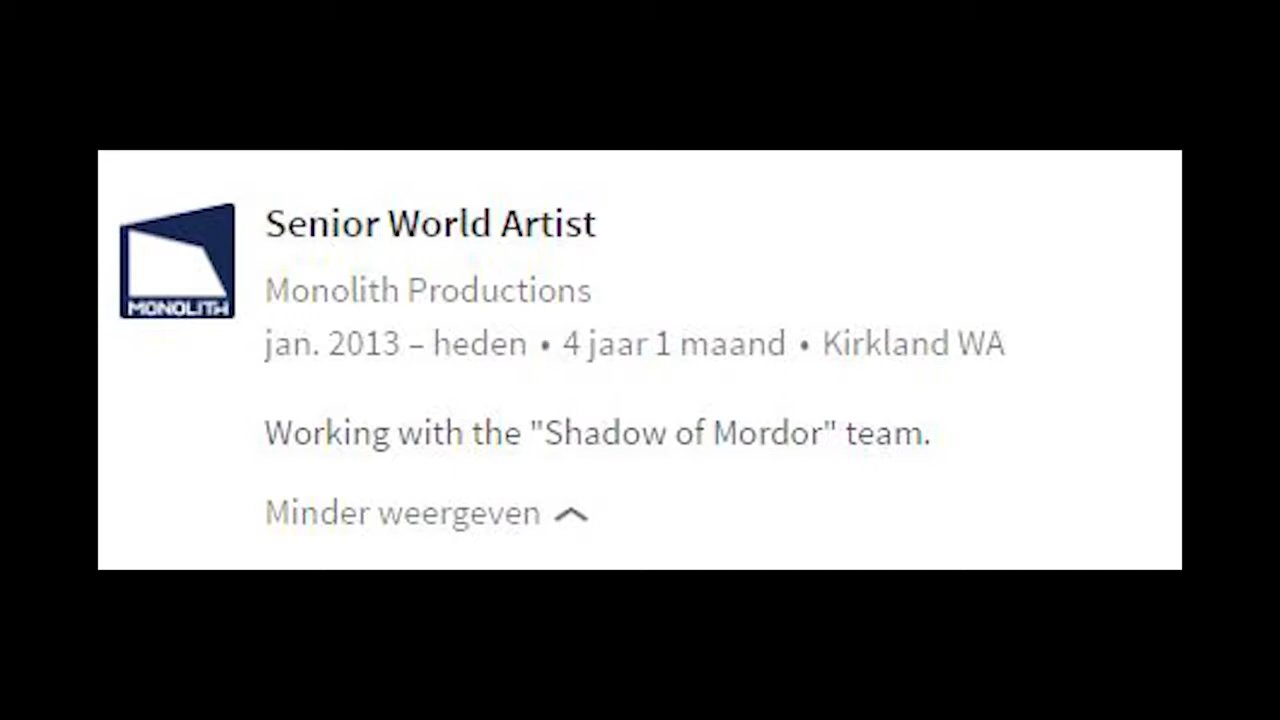 MONOLITH
Senior World Artist
Monolith Productions
jan. 2013 – heden • 4 jaar 1 maand • Kirkland WA
Working with the "Shadow of Mordor" team.
Minder weergeven